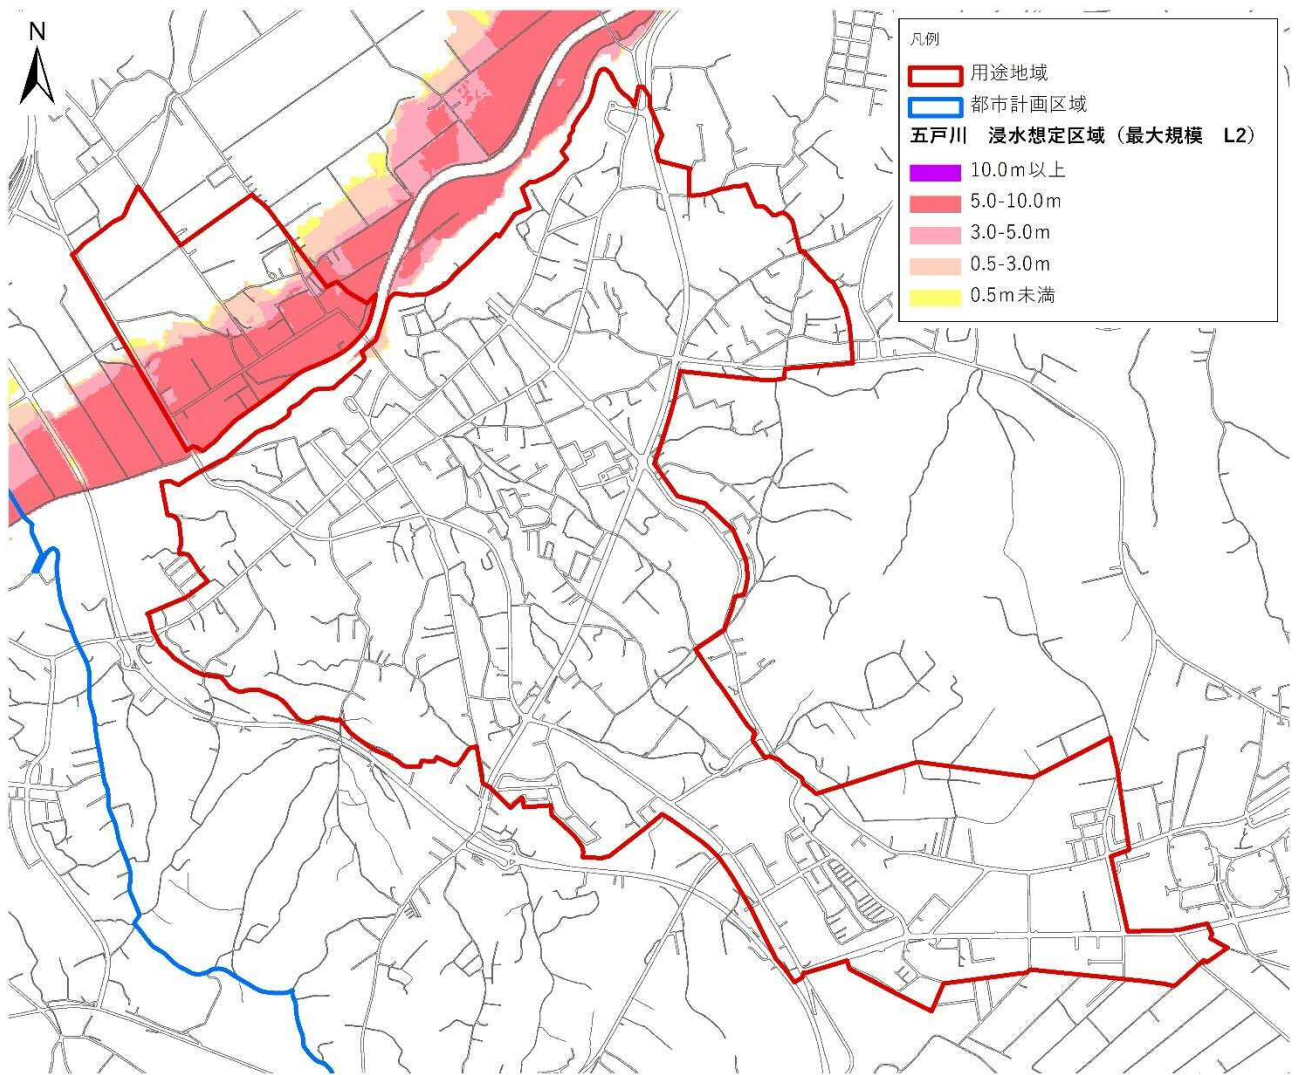 N
凡例
用途地域
都市計画区域
五戸川　浸水想定区域（最大規模　L2）
10.0m以上
5.0-10.0m
3.0-5.0m
0.5-3.0m
0.5m未満